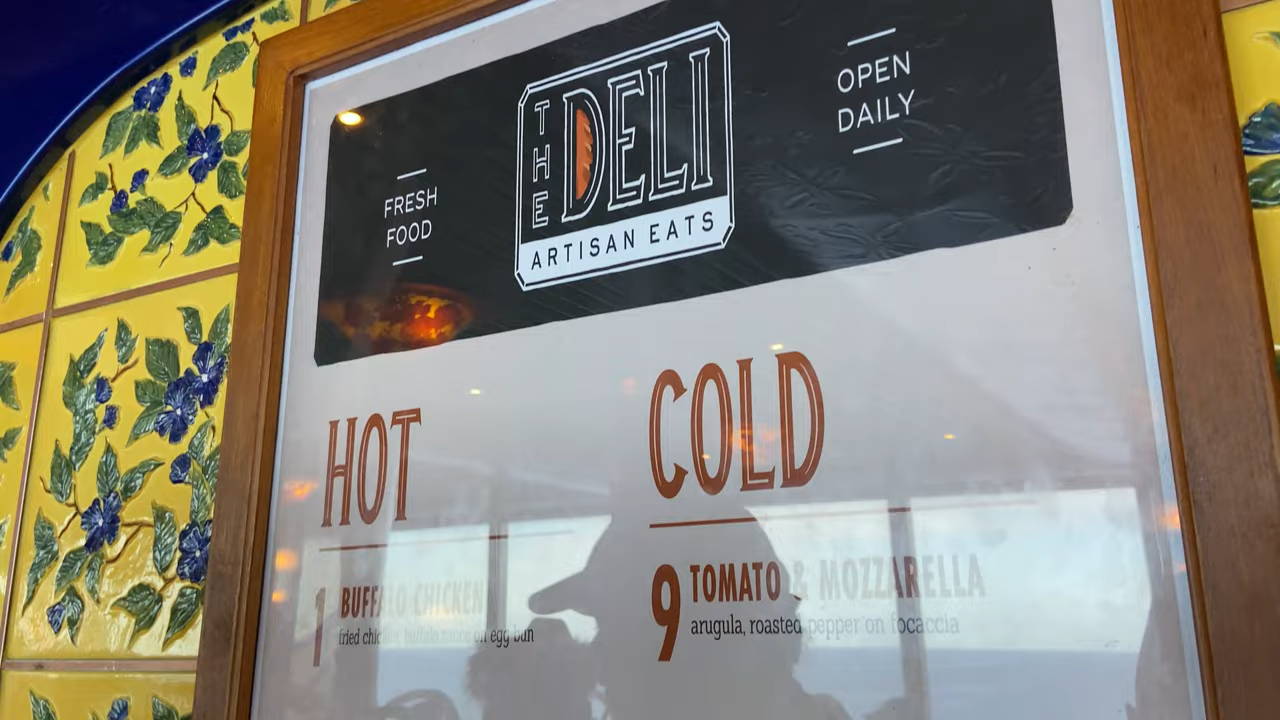 FRESH
FOOD
THE DELI
ARTISAN EATS
OPEN
DAILY
HOT
1 BUFFALO CHICKEN
fried chicken, buffalo sauce on egg bun
COLD
9 TOMATO & MOZZARELLA
arugula, roasted pepper on focaccia